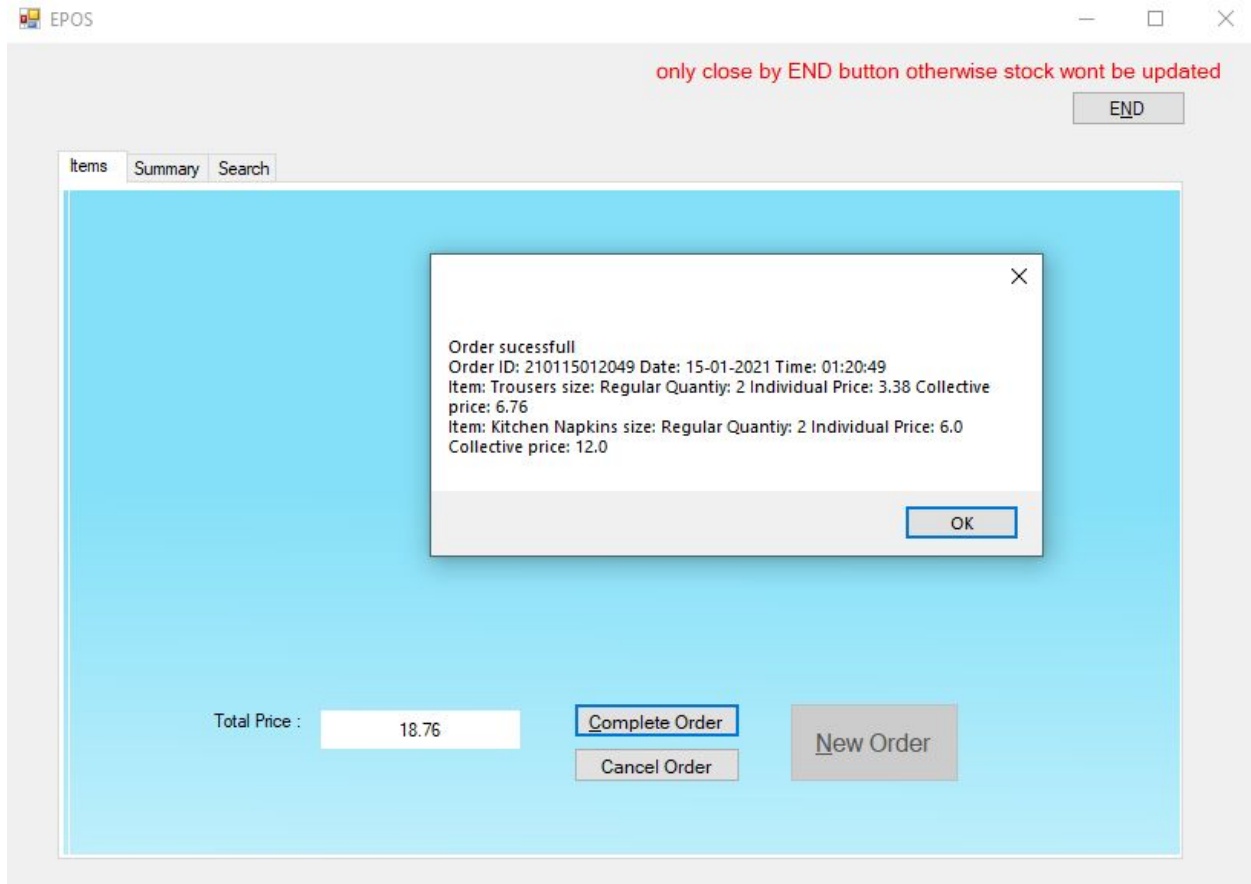 EPOS
only close by END button otherwise stock wont be updated
END
Items Summary Search
Order sucessfull
Order ID: 210115012049 Date: 15-01-2021 Time: 01:20:49
Item: Trousers size: Regular Quantiy: 2 Individual Price: 3.38 Collective
price: 6.76
Item: Kitchen Napkins size: Regular Quantiy: 2 Individual Price: 6.0
Collective price: 12.0
OK
Total Price :
18.76
Complete Order
Cancel Order
New Order